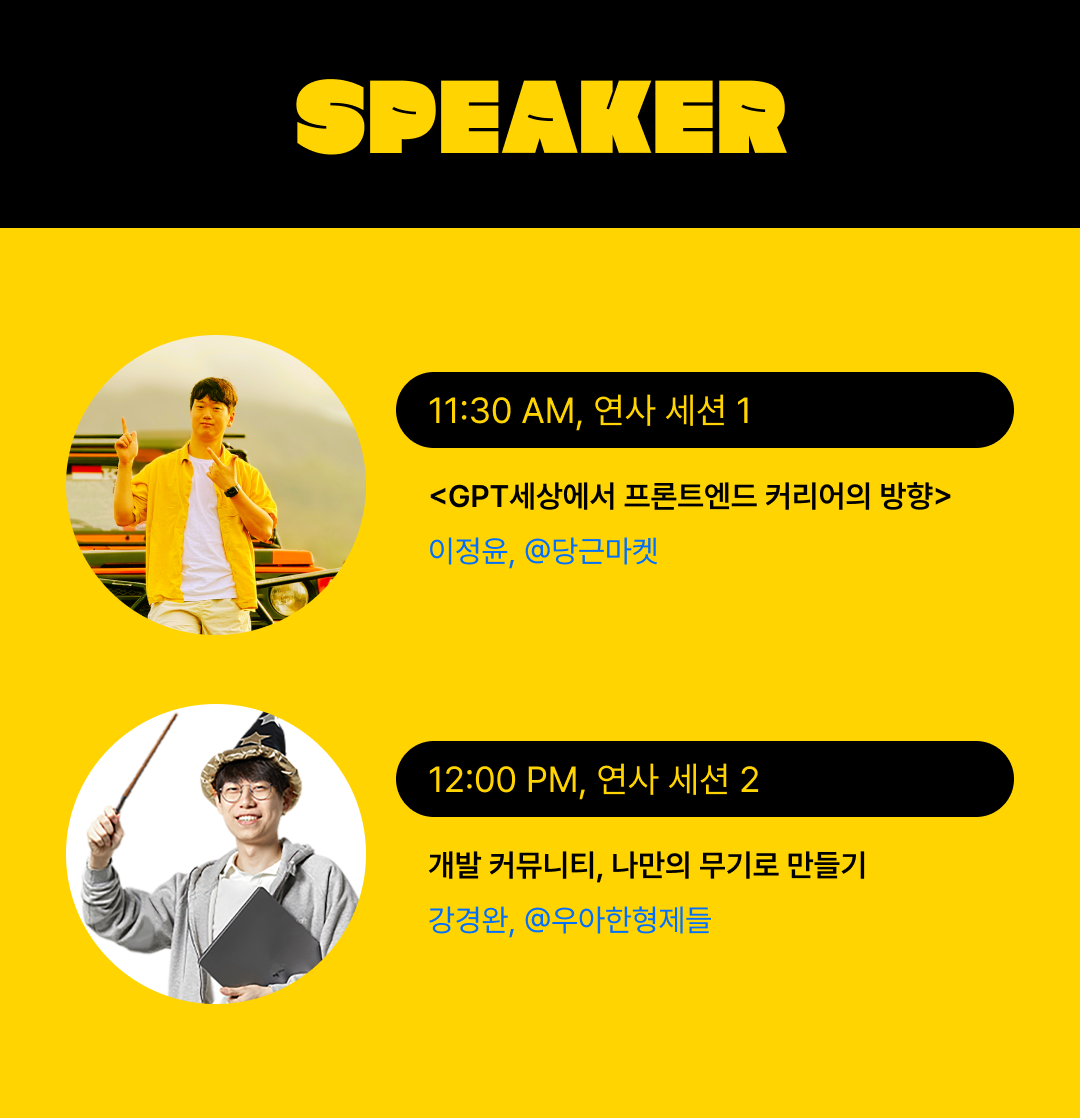 SPEAKER
11:30 AM, 연사 세션 1
<GPT세상에서 프론트엔드 커리어의 방향>
이정윤, @당근마켓
12:00 PM, 연사 세션 2
개발 커뮤니티, 나만의 무기로 만들기
강경완, @우아한형제들